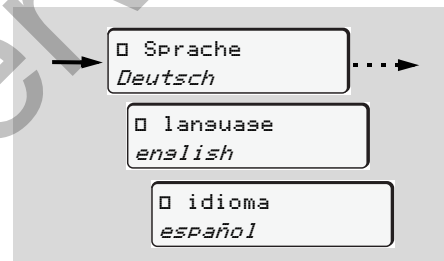 □ Sprache
Deutsch
□ language
english
□ idioma
español